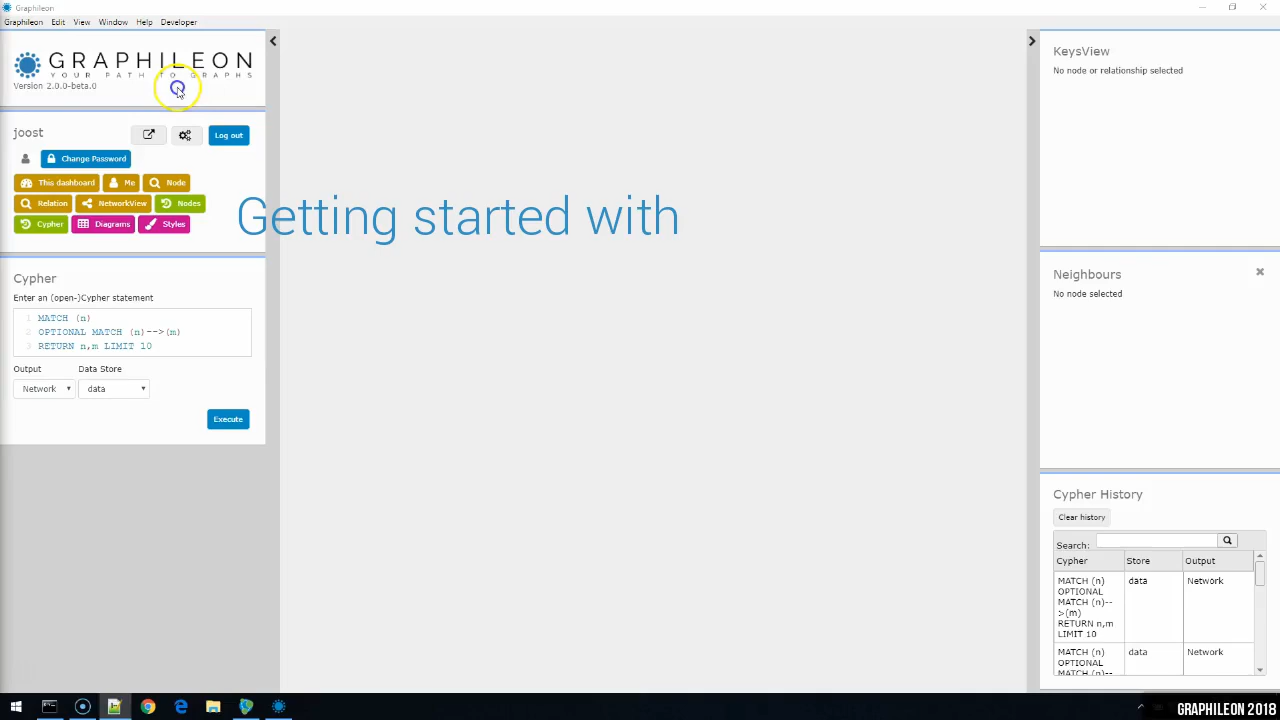 Graphileon
Graphileon Edit View Window Help Developer
GRAPHILEON
YOUR PATH TO GRAPHS
Version 2.0.0-beta.0
joost
Log out
Change Password
This dashboard Me Node
Relation NetworkView Nodes
Cypher Diagrams Styles
Getting started with
Cypher
Enter an (open-)Cypher statement
1 MATCH (n)
2 OPTIONAL MATCH (n)-->(m)
3 RETURN n,m LIMIT 10
Output Data Store
Network data
Execute
KeysView
No node or relationship selected
Neighbours
No node selected
Cypher History
Clear history
Search:
Cypher Store Output
MATCH (n) data Network
OPTIONAL
MATCH (n)--
>(m)
RETURN n,m
LIMIT 10
MATCH (n) data Network
OPTIONAL
MATCH (n)--
GRAPHILEON 2018